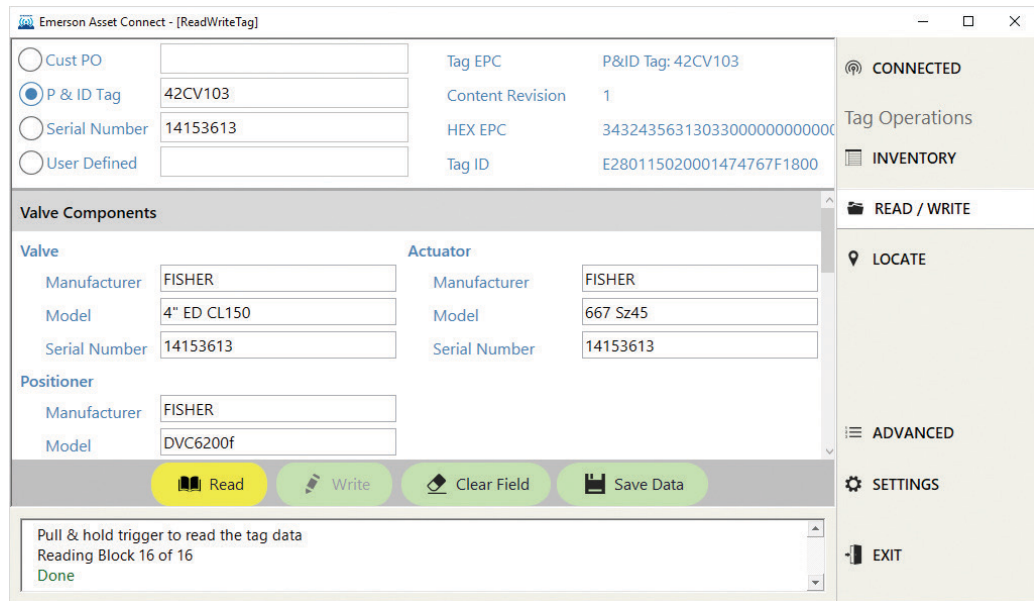 Emerson Asset Connect - [ReadWriteTag]
Cust PO
P & ID Tag 42CV103
Serial Number 14153613
User Defined
Tag EPC P&ID Tag: 42CV103
Content Revision 1
HEX EPC 3432435631303300000000000
Tag ID E280115020001474767F1800
Valve Components
Valve
Manufacturer FISHER
Model 4" ED CL150
Serial Number 14153613
Actuator
Manufacturer FISHER
Model 667 Sz45
Serial Number 14153613
Positioner
Manufacturer FISHER
Model DVC6200f
Read Write Clear Field Save Data
Pull & hold trigger to read the tag data
Reading Block 16 of 16
Done
CONNECTED
Tag Operations
INVENTORY
READ / WRITE
LOCATE
ADVANCED
SETTINGS
EXIT